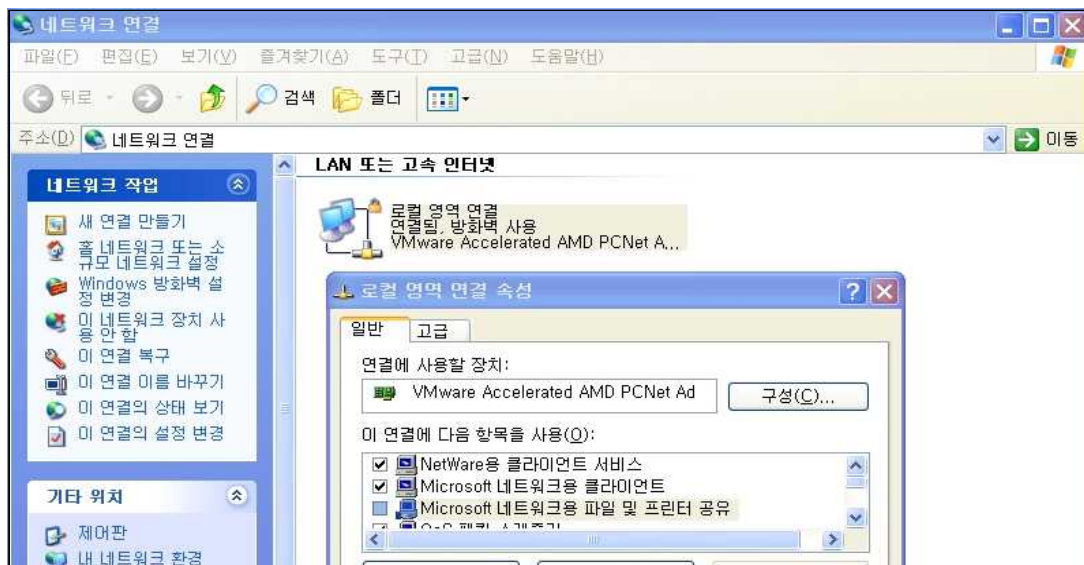 네트워크 연결
파일(F) 편집(E) 보기(V) 즐겨찾기(A) 도구(T) 고급(N) 도움말(H)
뒤로 검색 폴더
주소(D) 네트워크 연결 이동
네트워크 작업
새 연결 만들기
홈 네트워크 또는 소
규모 네트워크 설정
Windows 방화벽 설
정 변경
이 네트워크 장치 사
용 안 함
이 연결 복구
이 연결 이름 바꾸기
이 연결의 상태 보기
이 연결의 설정 변경
기타 위치
제어판
내 네트워크 환경
LAN 또는 고속 인터넷
로컬 영역 연결
연결됨, 방화벽 사용
VMware Accelerated AMD PCNet A...
로컬 영역 연결 속성
일반 고급
연결에 사용할 장치:
VMware Accelerated AMD PCNet Ad
구성(C)...
이 연결에 다음 항목을 사용(O):
NetWare용 클라이언트 서비스
Microsoft 네트워크용 클라이언트
Microsoft 네트워크용 파일 및 프린터 공유